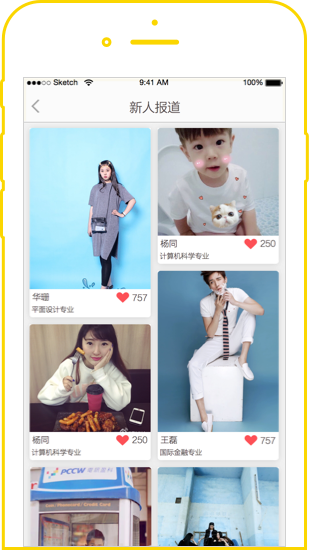 Sketch 9:41 AM 100%
新人报道
华珊 757
平面设计专业
杨同 250
计算机科学专业
杨同 250
计算机科学专业
王磊 757
国际金融专业
PCCW